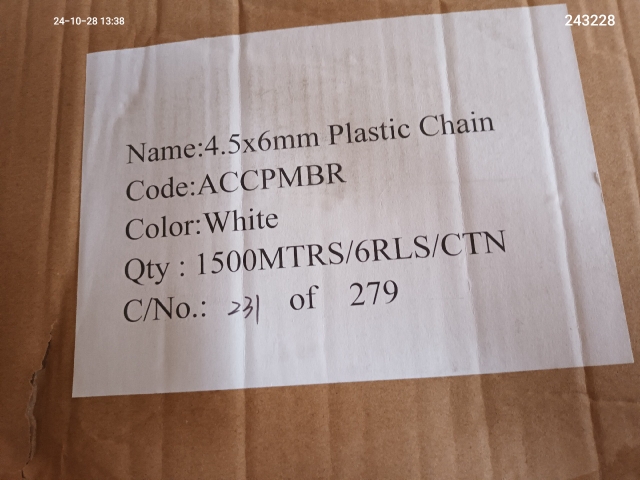 24-10-28 13:38
243228
Name:4.5x6mm Plastic Chain
Code:ACCPMBR
Color:White
Qty : 1500MTRS/6RLS/CTN
C/No.: 231 of 279